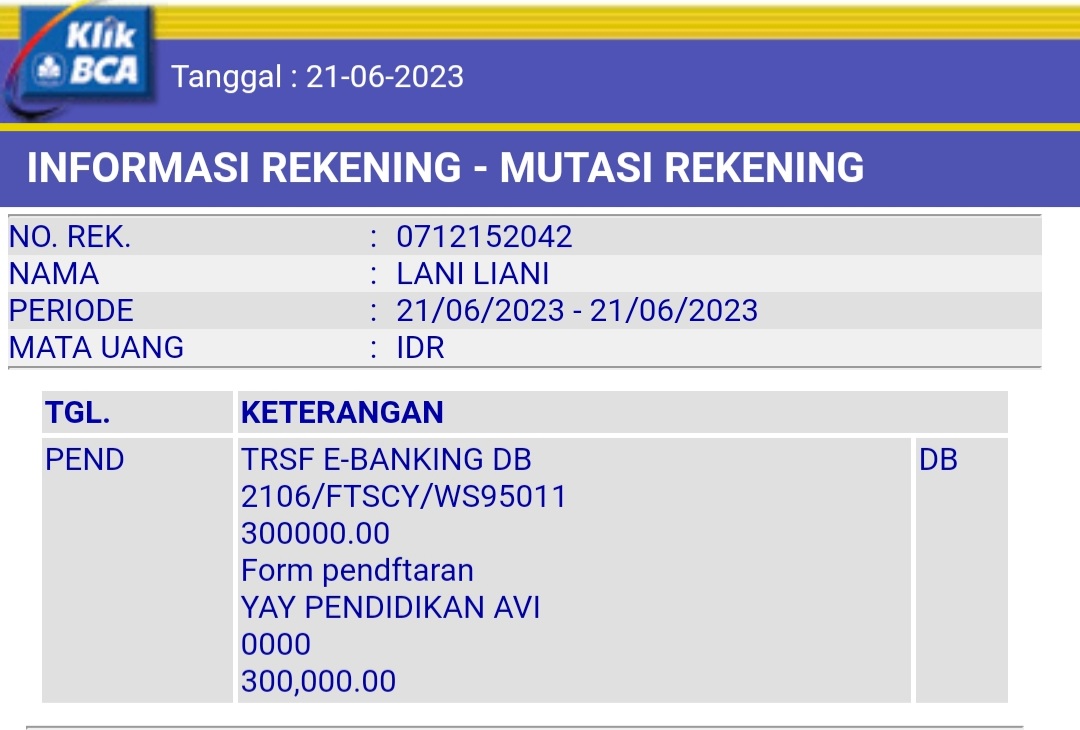 Klik
BCA
Tanggal : 21-06-2023
INFORMASI REKENING - MUTASI REKENING
NO. REK. : 0712152042
NAMA : LANI LIANI
PERIODE : 21/06/2023 - 21/06/2023
MATA UANG : IDR
TGL. KETERANGAN
PEND TRSF E-BANKING DB DB
2106/FTSCY/WS95011
300000.00
Form pendftaran
YAY PENDIDIKAN AVI
0000
300,000.00